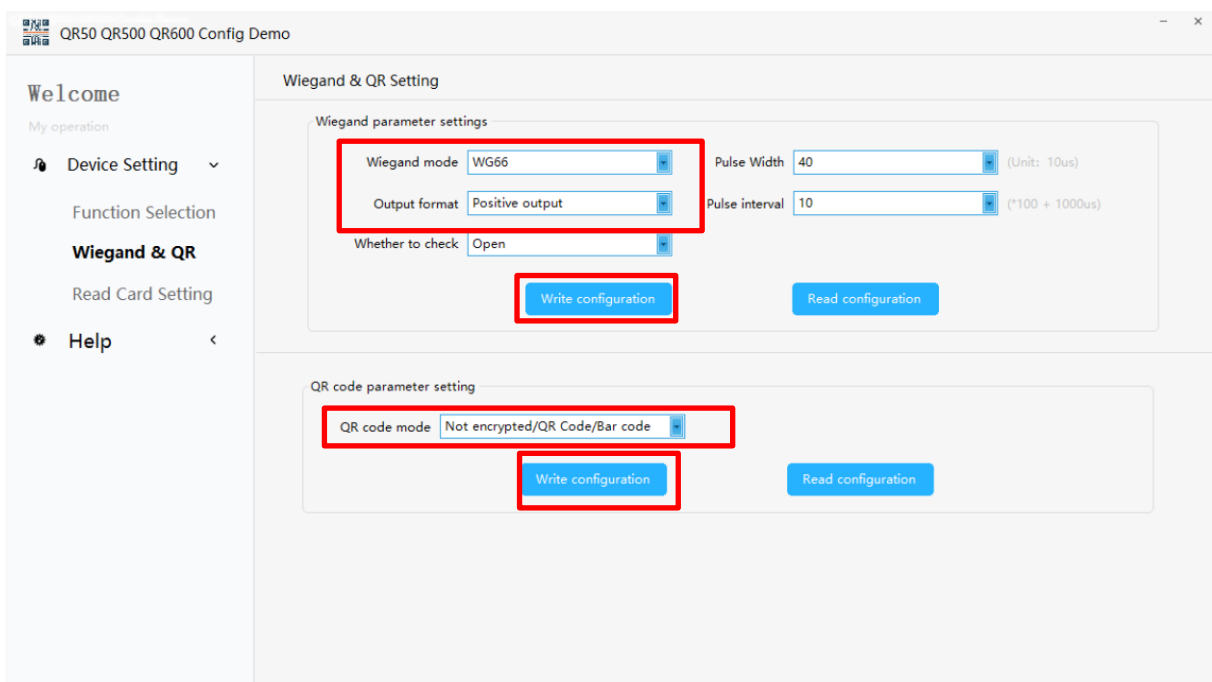 QR50 QR500 QR600 Config Demo
Welcome
My operation
Device Setting
Function Selection
Wiegand & QR
Read Card Setting
Help
Wiegand & QR Setting
Wiegand parameter settings
Wiegand mode WG66 Pulse Width 40 (Unit: 10us)
Output format Positive output Pulse interval 10 (*100 + 1000us)
Whether to check Open
Write configuration Read configuration
QR code parameter setting
QR code mode Not encrypted/QR Code/Bar code
Write configuration Read configuration